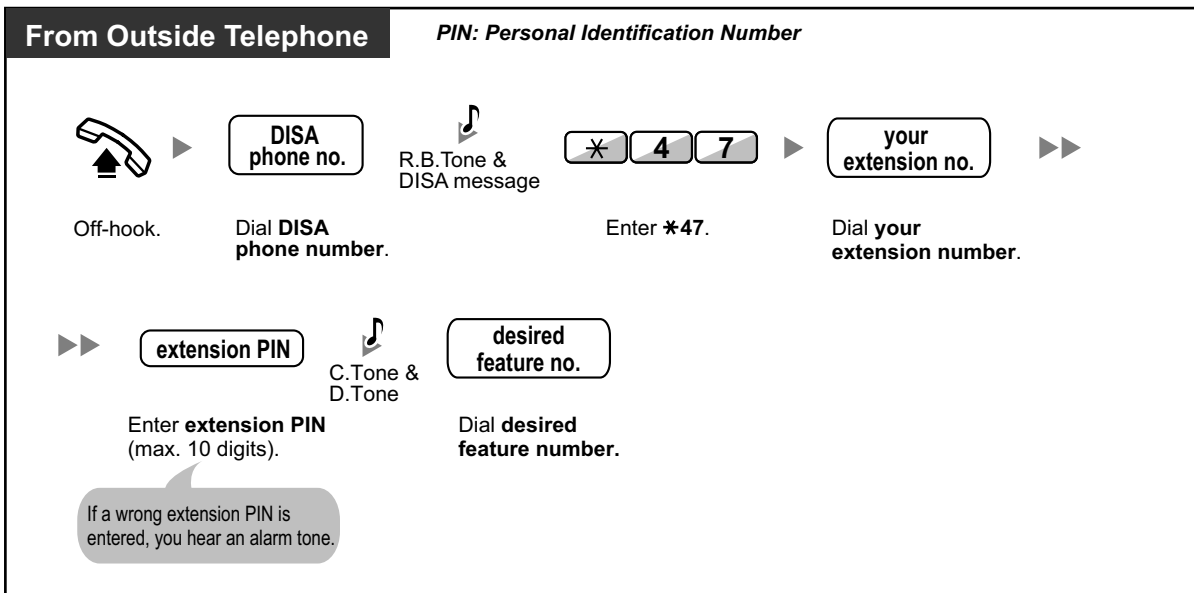 From Outside Telephone
PIN: Personal Identification Number
DISA
phone no.
R.B.Tone &
DISA message
* 4 7
your
extension no.
Off-hook.
Dial DISA
phone number.
Enter *47.
Dial your
extension number.
extension PIN
C.Tone &
D.Tone
desired
feature no.
Enter extension PIN
(max. 10 digits).
Dial desired
feature number.
If a wrong extension PIN is
entered, you hear an alarm tone.